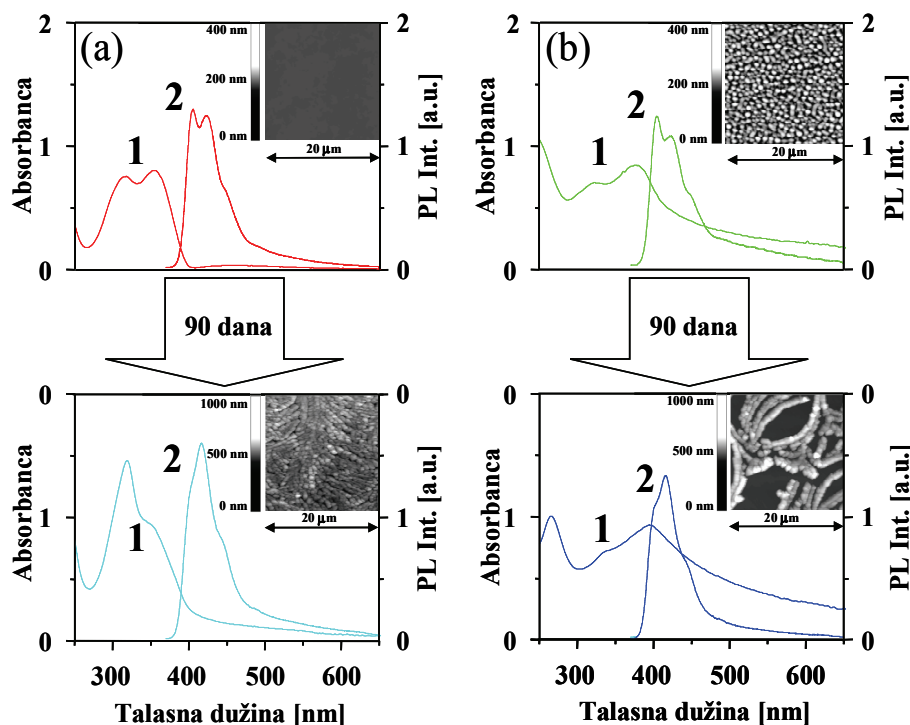 (a)
2
1
0
Absorbanca
2
1
0
PL Int. [a.u.]
1
2
400 nm
200 nm
0 nm
20 μm
(b)
2
1
0
Absorbanca
2
1
0
PL Int. [a.u.]
1
2
400 nm
200 nm
0 nm
20 μm
90 dana
90 dana
0
1
0
Absorbanca
0
1
0
PL Int. [a.u.]
1
2
1000 nm
500 nm
0 nm
20 μm
300 400 500 600
Talasna dužina [nm]
0
1
0
Absorbanca
0
1
0
PL Int. [a.u.]
1
2
1000 nm
500 nm
0 nm
20 μm
300 400 500 600
Talasna dužina [nm]